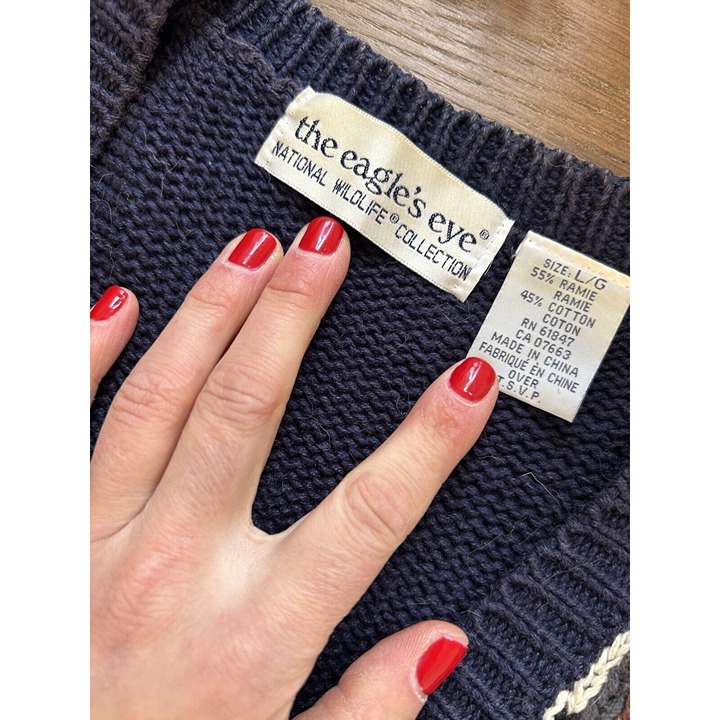 the eagle's eye®
NATIONAL WILDLIFE® COLLECTION
SIZE: L/G
55% RAMIE
RAMIE
45% COTTON
COTON
RN 61847
CA 07663
MADE IN CHINA
FABRIQUÉ EN CHINE
OVER
T.S.V.P.